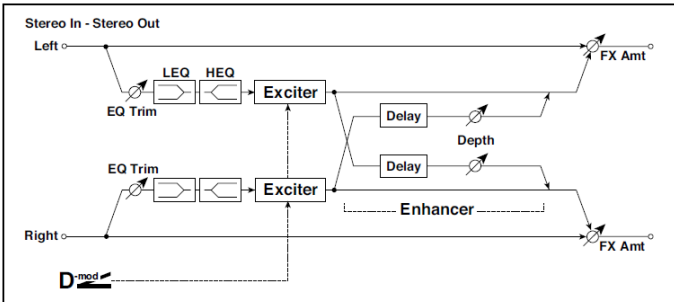 Stereo In - Stereo Out
Left
FX Amt
LEQ HEQ
EQ Trim
Exciter
Delay
Depth
EQ Trim
Delay
Exciter
Enhancer
Right
FX Amt
D-mod